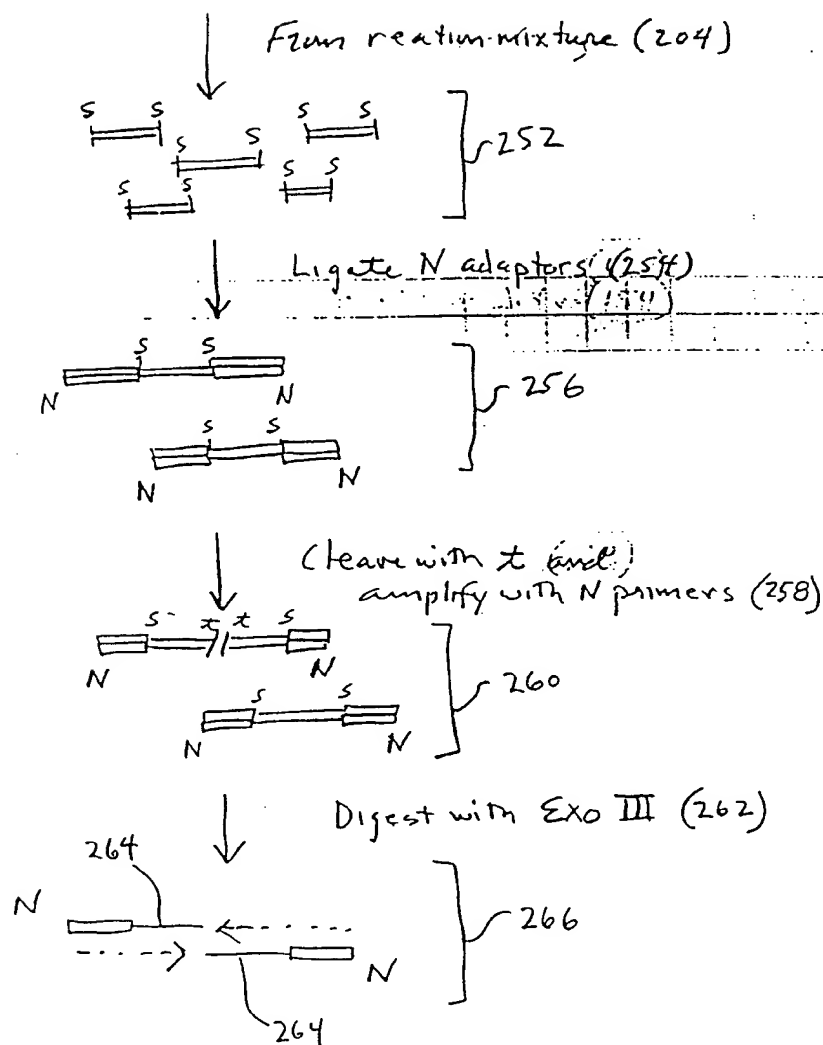 From reation mixture (204)
s s s s
s s
s s s s
252
Ligate N adaptors (254)
s s
N N
256
s s
N N
Cleave with t and
amplify with N primers (258)
s t t s
N N
s s
260
N N
Digest with Exo III (262)
264
N
266
N
264